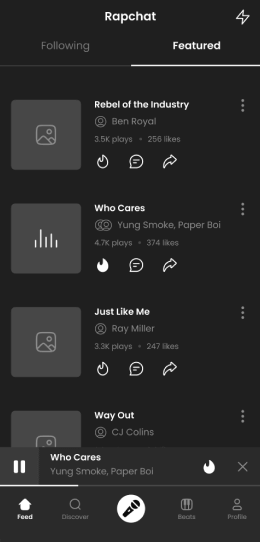 Rapchat
Following
Featured
Rebel of the Industry
Ben Royal
3.5K plays • 256 likes
Who Cares
Yung Smoke, Paper Boi
4.7K plays • 374 likes
Just Like Me
Ray Miller
3.3K plays • 247 likes
Way Out
CJ Colins
Who Cares
Yung Smoke, Paper Boi
Feed
Discover
Beats
Profile